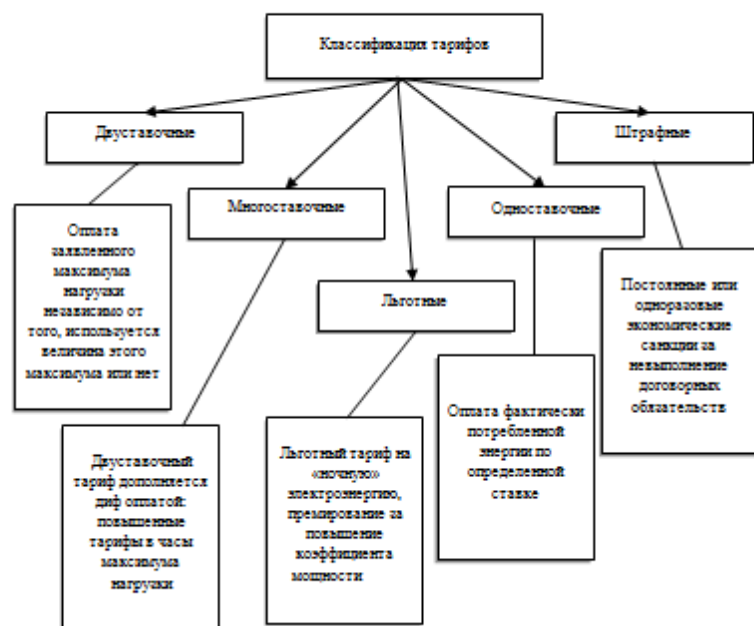 Классификация тарифов
Двуставочные
Штрафные
Многоставочные
Одноставочные
Льготные
Оплата
заявленного
максимума
нагрузки
независимо от
того, используется
величина этого
максимума или нет
Постоянные или
одноразовые
экономические
санкции за
невыполнение
договорных
обязательств
Двуставочный
тариф дополняется
диф оплатой:
повышенные
тарифы в часы
максимума
нагрузки
Льготный тариф на
«ночную»
электроэнергию,
премирование за
повышение
коэффициента
мощности
Оплата фактически
потребленной
энергии по
определенной
ставке